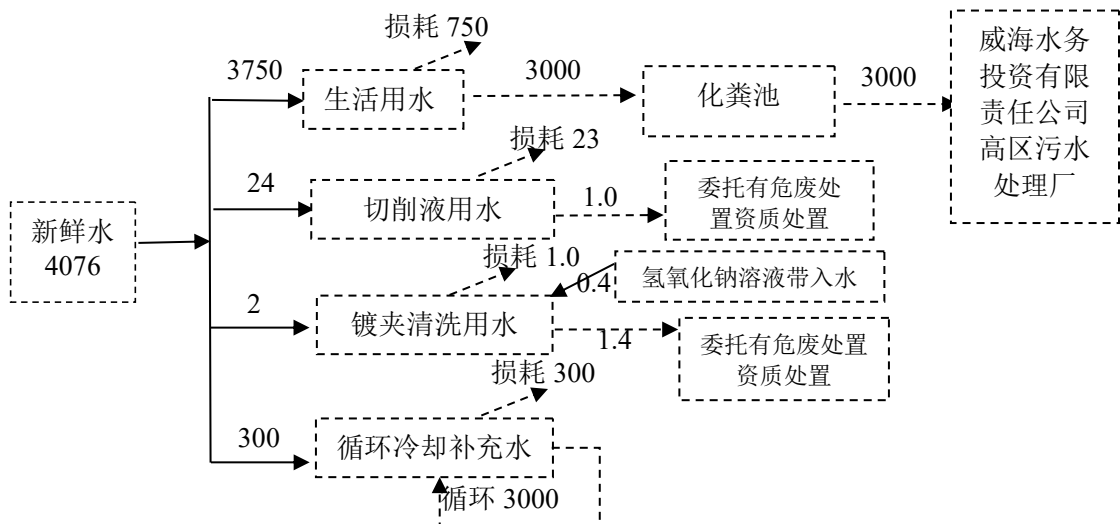 损耗 750
3750
生活用水
3000
化粪池
3000
威海水务
投资有限
责任公司
高区污水
处理厂
损耗 23
24
切削液用水
1.0
委托有危废处
置资质处置
新鲜水
4076
损耗 1.0
0.4
氢氧化钠溶液带入水
2
镀夹清洗用水
1.4
委托有危废处置
资质处置
损耗 300
300
循环冷却补充水
循环 3000